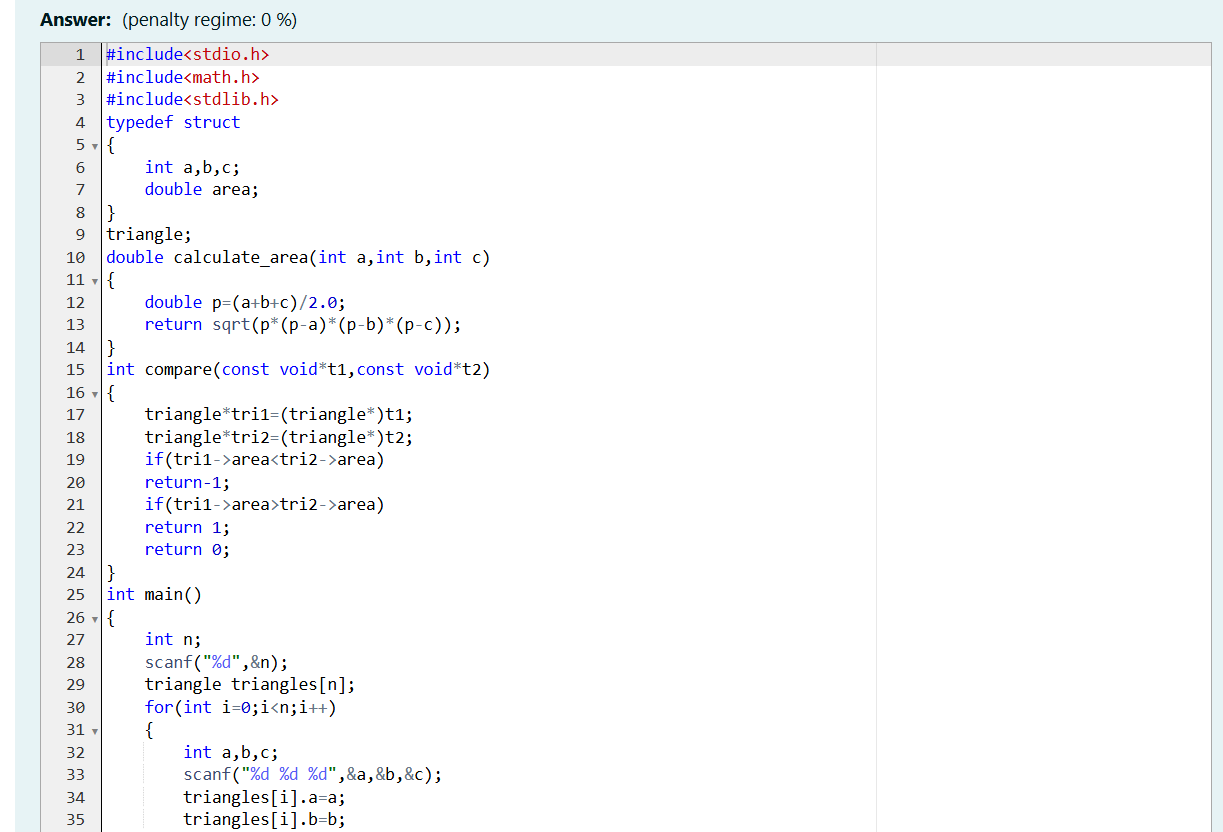 Answer: (penalty regime: 0 %)
1 #include<stdio.h>
2 #include<math.h>
3 #include<stdlib.h>
4 typedef struct
5 {
6     int a,b,c;
7     double area;
8 }
9 triangle;
10 double calculate_area(int a,int b,int c)
11 {
12     double p=(a+b+c)/2.0;
13     return sqrt(p*(p-a)*(p-b)*(p-c));
14 }
15 int compare(const void*t1,const void*t2)
16 {
17     triangle*tri1=(triangle*)t1;
18     triangle*tri2=(triangle*)t2;
19     if(tri1->area<tri2->area)
20     return-1;
21     if(tri1->area>tri2->area)
22     return 1;
23     return 0;
24 }
25 int main()
26 {
27     int n;
28     scanf("%d",&n);
29     triangle triangles[n];
30     for(int i=0;i<n;i++)
31     {
32         int a,b,c;
33         scanf("%d %d %d",&a,&b,&c);
34         triangles[i].a=a;
35         triangles[i].b=b;